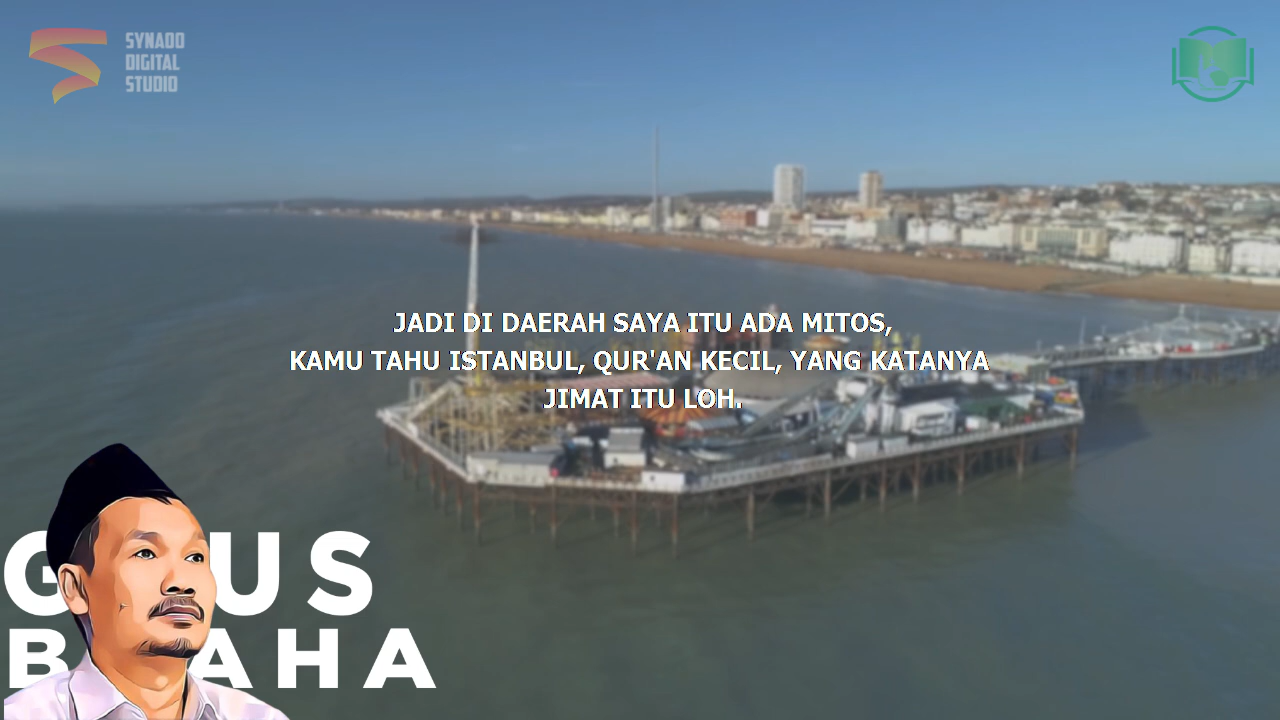 SYNADO
DIGITAL
STUDIO
JADI DI DAERAH SAYA ITU ADA MITOS,
KAMU TAHU ISTANBUL, QUR'AN KECIL, YANG KATANYA
JIMAT ITU LOH.
GUS
BAHA